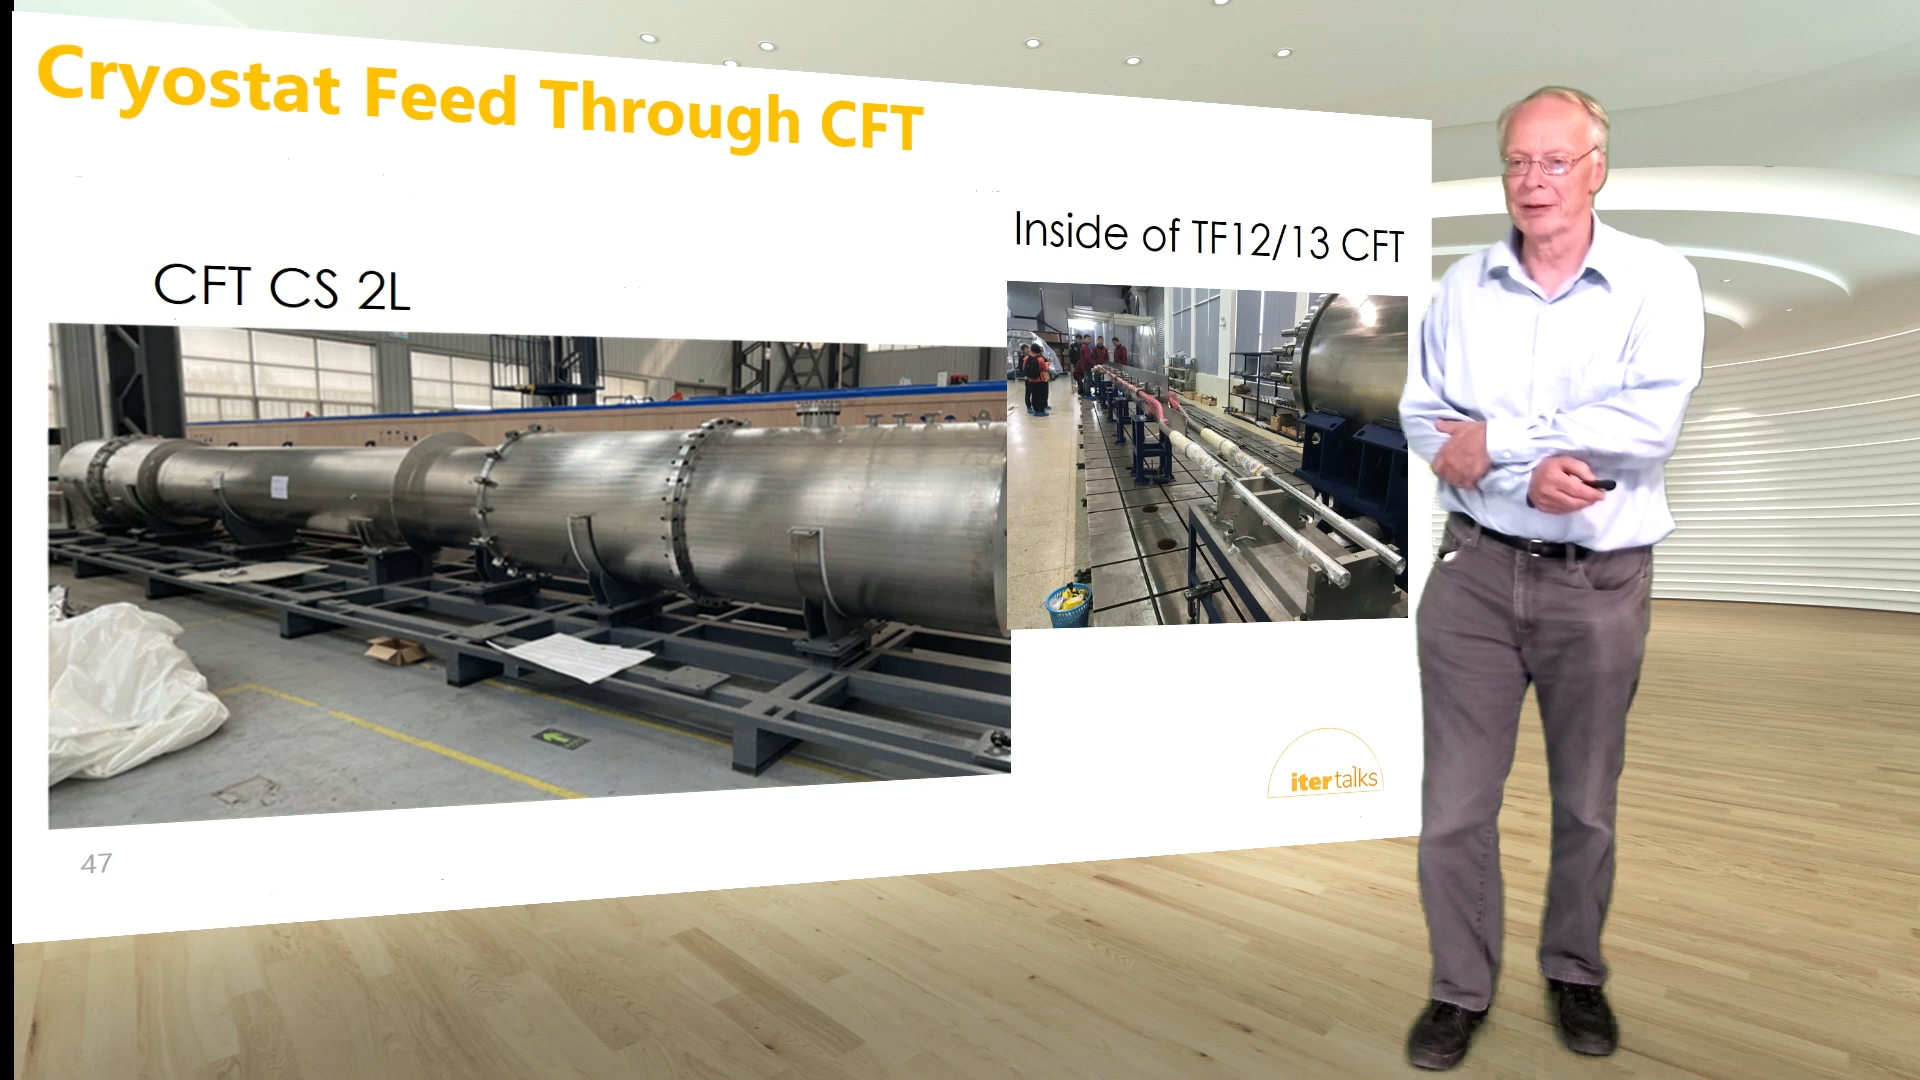 Cryostat Feed Through CFT
Inside of TF12/13 CFT
CFT CS 2L
iter talks
47